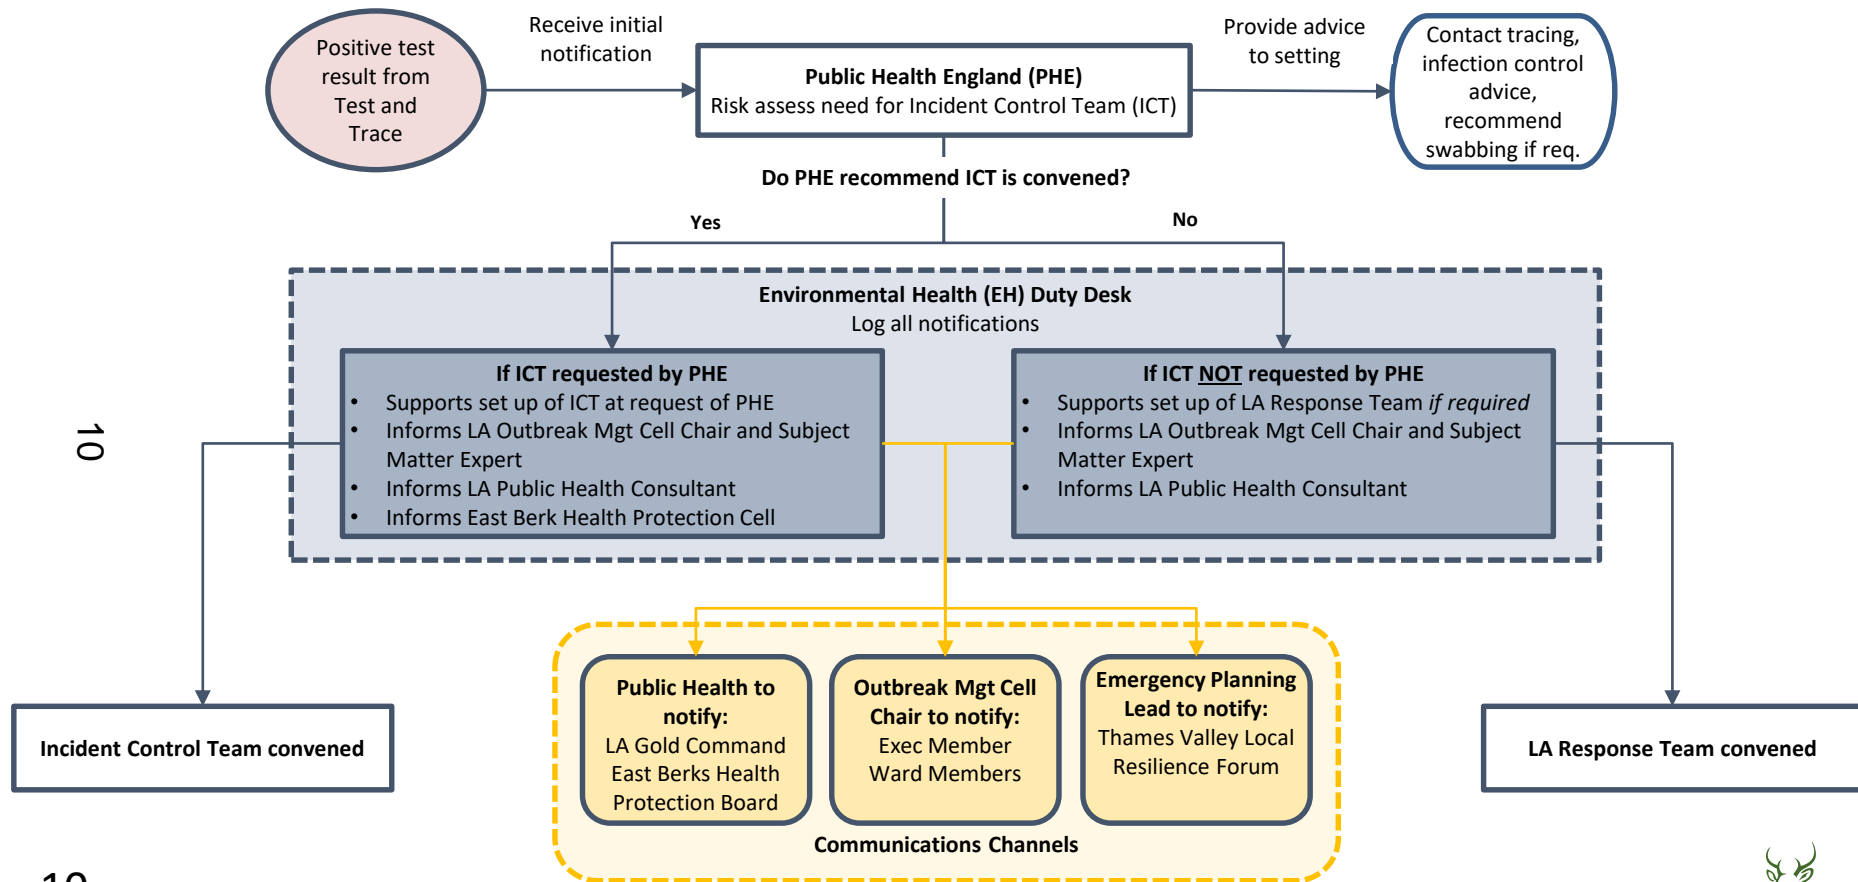 Positive test
result from
Test and
Trace
Receive initial
notification
Public Health England (PHE)
Risk assess need for Incident Control Team (ICT)
Provide advice
to setting
Contact tracing,
infection control
advice,
recommend
swabbing if req.
Do PHE recommend ICT is convened?
Yes
No
Environmental Health (EH) Duty Desk
Log all notifications
If ICT requested by PHE
• Supports set up of ICT at request of PHE
• Informs LA Outbreak Mgt Cell Chair and Subject
Matter Expert
• Informs LA Public Health Consultant
• Informs East Berk Health Protection Cell
If ICT NOT requested by PHE
• Supports set up of LA Response Team if required
• Informs LA Outbreak Mgt Cell Chair and Subject
Matter Expert
• Informs LA Public Health Consultant
10
Incident Control Team convened
Public Health to
notify:
LA Gold Command
East Berks Health
Protection Board
Outbreak Mgt Cell
Chair to notify:
Exec Member
Ward Members
Emergency Planning
Lead to notify:
Thames Valley Local
Resilience Forum
LA Response Team convened
Communications Channels